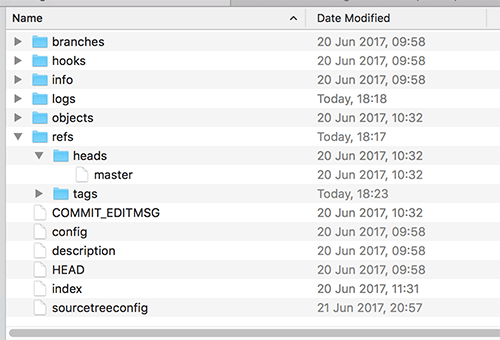 Name Date Modified
branches 20 Jun 2017, 09:58
hooks 20 Jun 2017, 09:58
info 20 Jun 2017, 09:58
logs Today, 18:18
objects 20 Jun 2017, 10:32
refs Today, 18:17
heads 20 Jun 2017, 10:32
master 20 Jun 2017, 10:32
tags Today, 18:23
COMMIT_EDITMSG 20 Jun 2017, 10:32
config 20 Jun 2017, 09:58
description 20 Jun 2017, 09:58
HEAD 20 Jun 2017, 09:58
index 20 Jun 2017, 11:31
sourcetreeconfig 21 Jun 2017, 20:57